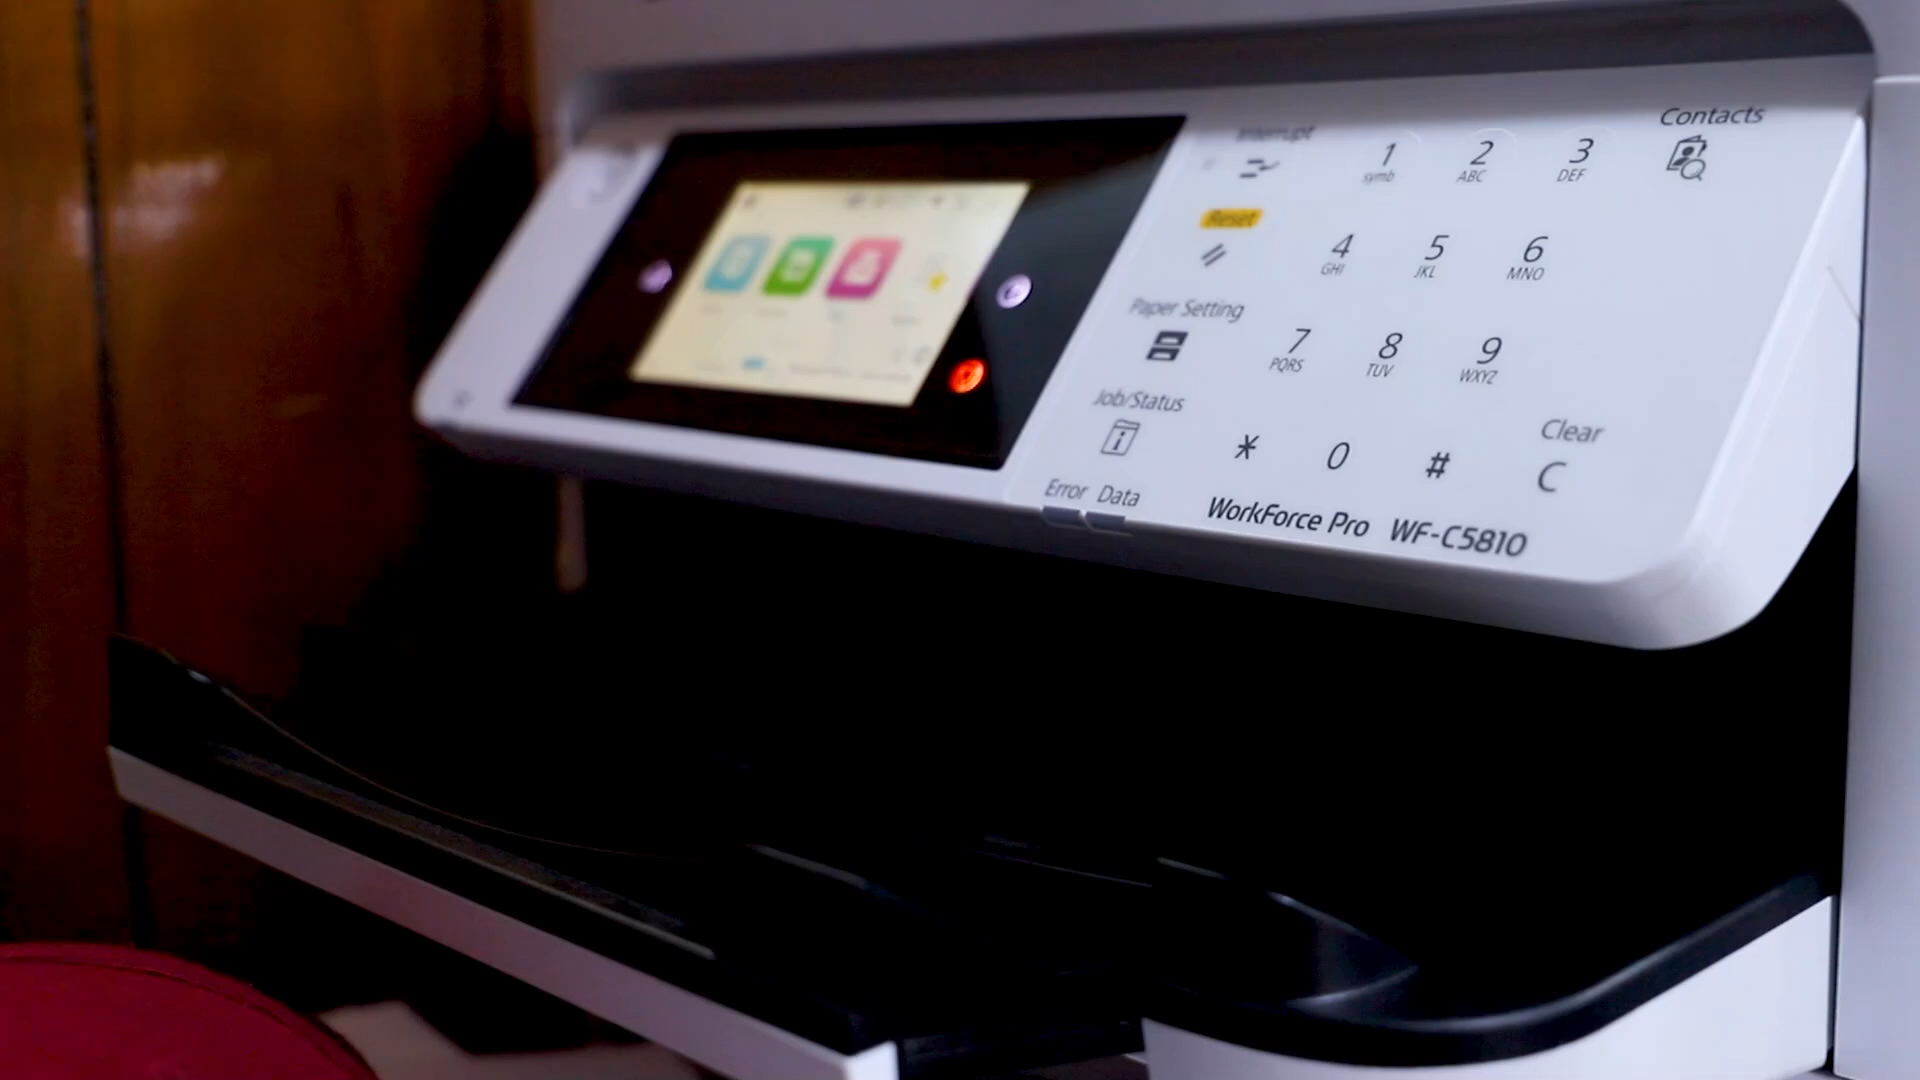 Interrupt
Contacts
1 2 3
symb ABC DEF
Reset
4 5 6
GHI JKL MNO
Paper Setting
7 8 9
PQRS TUV WXYZ
Job/Status
Clear
* 0 # C
Error Data
WorkForce Pro WF-C5810